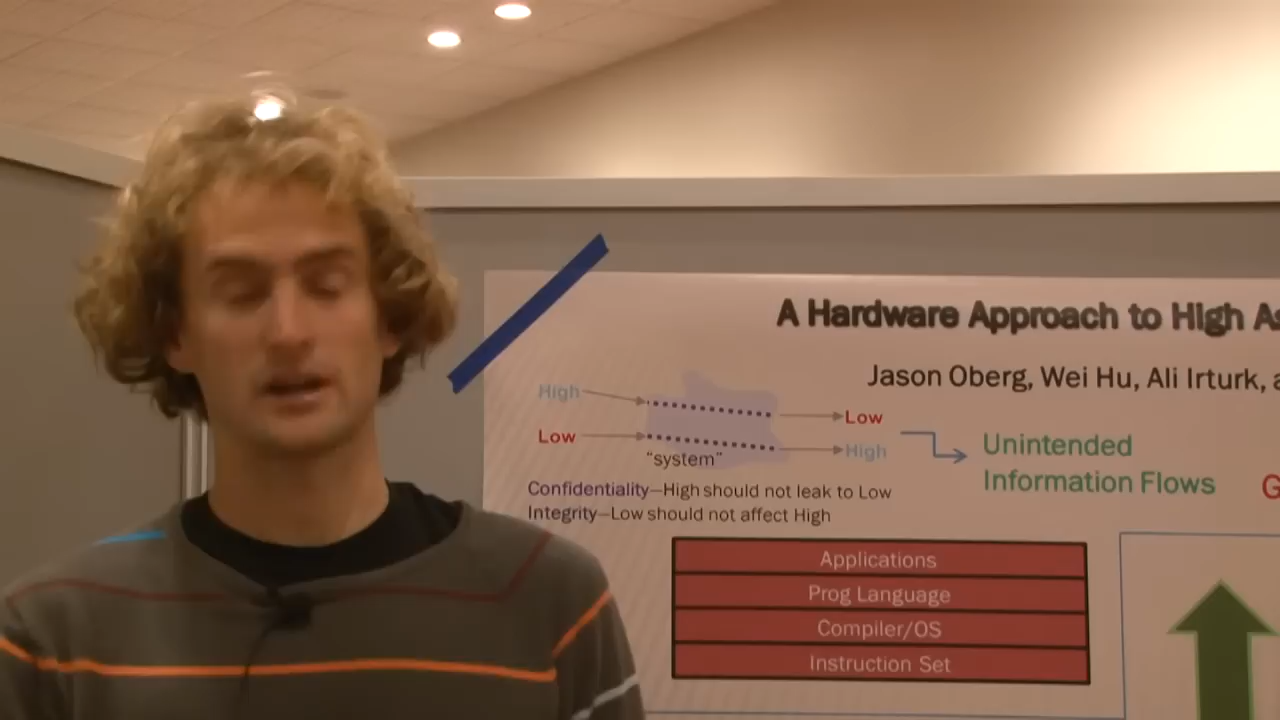 A Hardware Approach to High As
Jason Oberg, Wei Hu, Ali Irturk, a
High
Low
Low
High
"system"
Unintended
Information Flows
Confidentiality—High should not leak to Low
Integrity—Low should not affect High
G
Applications
Prog Language
Compiler/OS
Instruction Set